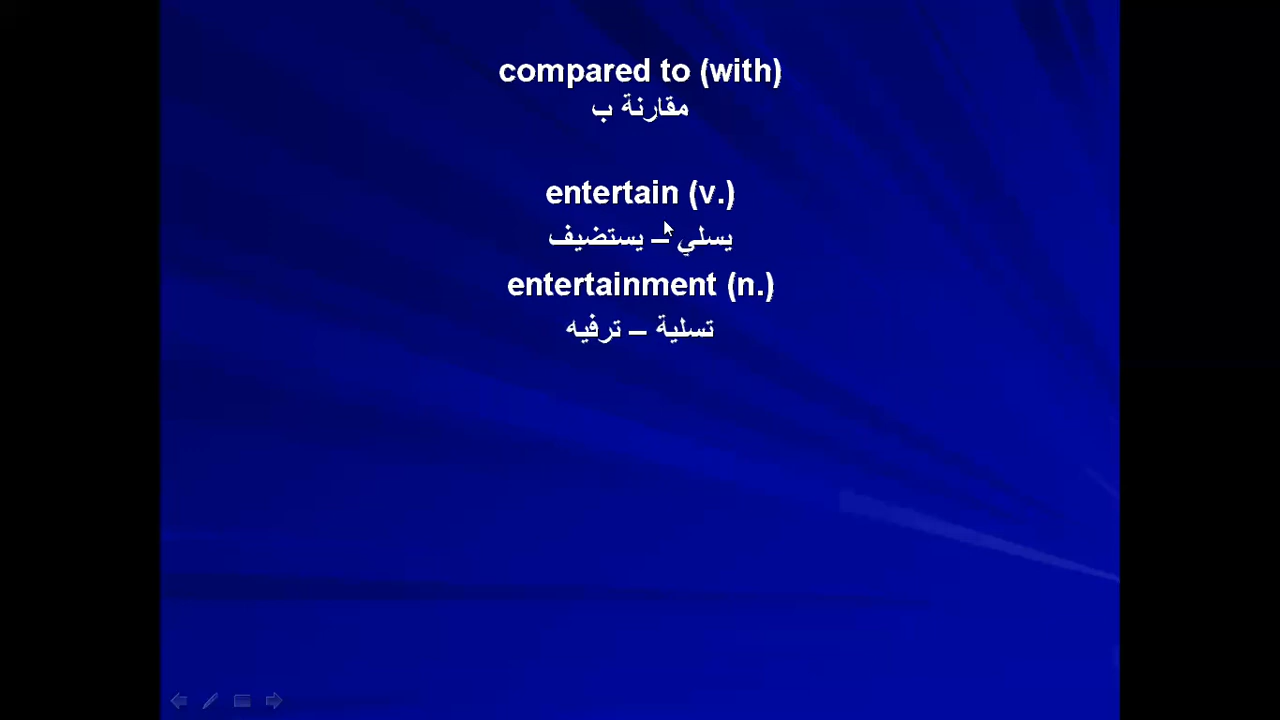 compared to (with)
مقارنة ب
entertain (v.)
يسلي – يستضيف
entertainment (n.)
تسلية – ترفيه